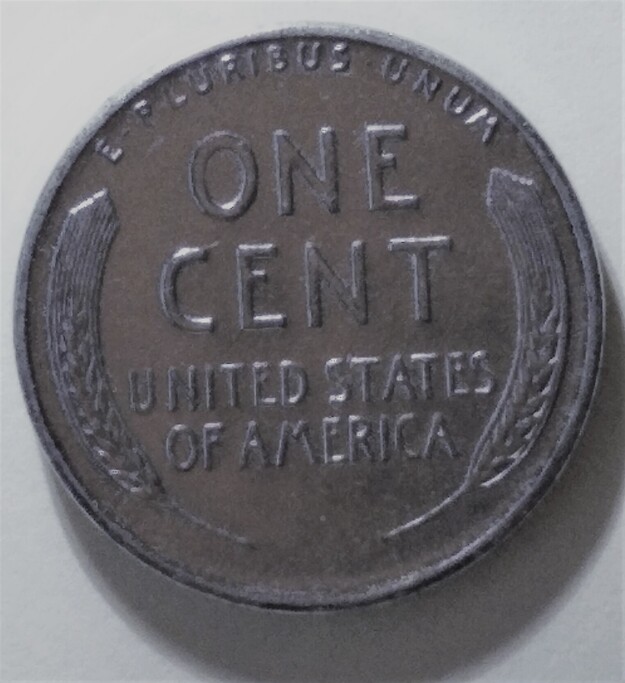 E · PLURIBUS · UNUM
ONE
CENT
UNITED STATES
OF AMERICA